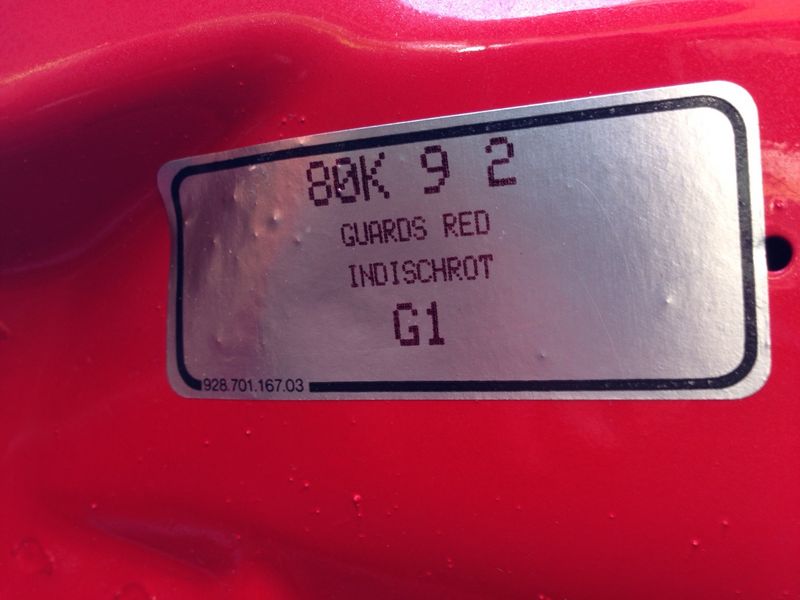 80K 9 2
GUARDS RED
INDISCHROT
G1
928.701.167.03